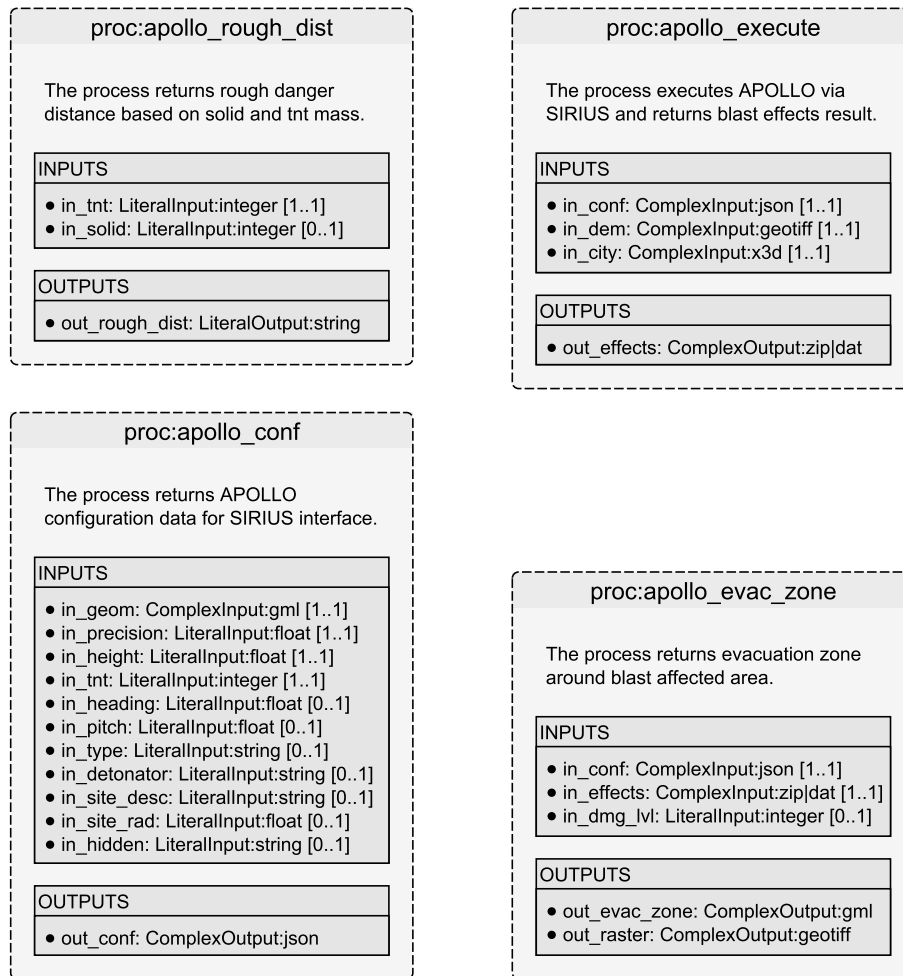 proc:apollo_rough_dist
The process returns rough danger
distance based on solid and tnt mass.
INPUTS
● in_tnt: LiteralInput:integer [1..1]
● in_solid: LiteralInput:integer [0..1]
OUTPUTS
● out_rough_dist: LiteralOutput:string
proc:apollo_execute
The process executes APOLLO via
SIRIUS and returns blast effects result.
INPUTS
● in_conf: ComplexInput:json [1..1]
● in_dem: ComplexInput:geotiff [1..1]
● in_city: ComplexInput:x3d [1..1]
OUTPUTS
● out_effects: ComplexOutput:zip|dat
proc:apollo_conf
The process returns APOLLO
configuration data for SIRIUS interface.
INPUTS
● in_geom: ComplexInput:gml [1..1]
● in_precision: LiteralInput:float [1..1]
● in_height: LiteralInput:float [1..1]
● in_tnt: LiteralInput:integer [1..1]
● in_heading: LiteralInput:float [0..1]
● in_pitch: LiteralInput:float [0..1]
● in_type: LiteralInput:string [0..1]
● in_detonator: LiteralInput:string [0..1]
● in_site_desc: LiteralInput:string [0..1]
● in_site_rad: LiteralInput:float [0..1]
● in_hidden: LiteralInput:string [0..1]
OUTPUTS
● out_conf: ComplexOutput:json
proc:apollo_evac_zone
The process returns evacuation zone
around blast affected area.
INPUTS
● in_conf: ComplexInput:json [1..1]
● in_effects: ComplexInput:zip|dat [1..1]
● in_dmg_lvl: LiteralInput:integer [0..1]
OUTPUTS
● out_evac_zone: ComplexOutput:gml
● out_raster: ComplexOutput:geotiff